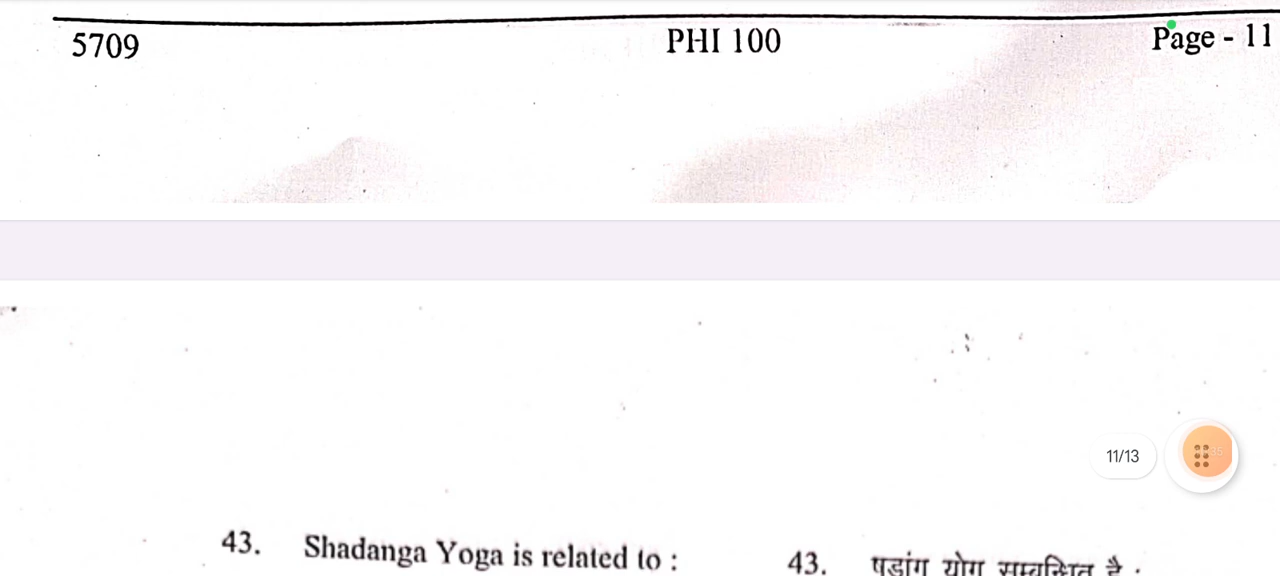 5709 PHI 100 Page - 11
11/13
43. Shadanga Yoga is related to :
43. षडांग योग सम्बन्धित है :